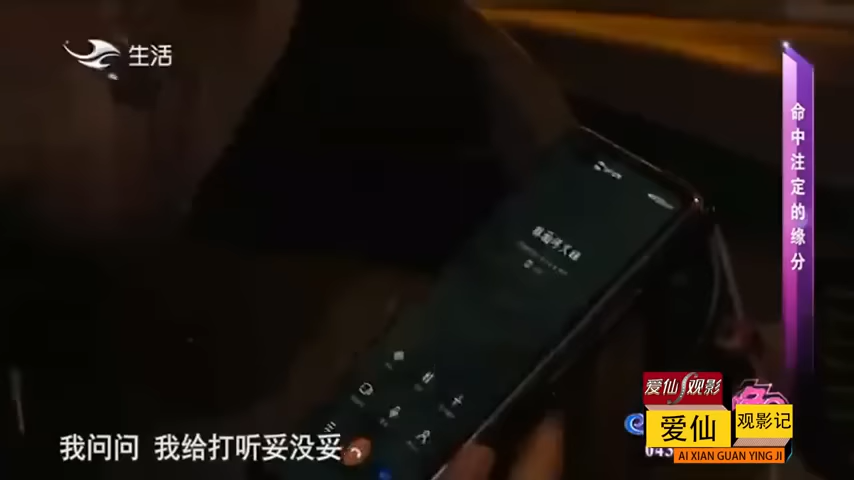 生活
命中注定的缘分
爱仙观影
爱仙
观影记
AI XIAN GUAN YING JI
我问问 我给打听妥没妥